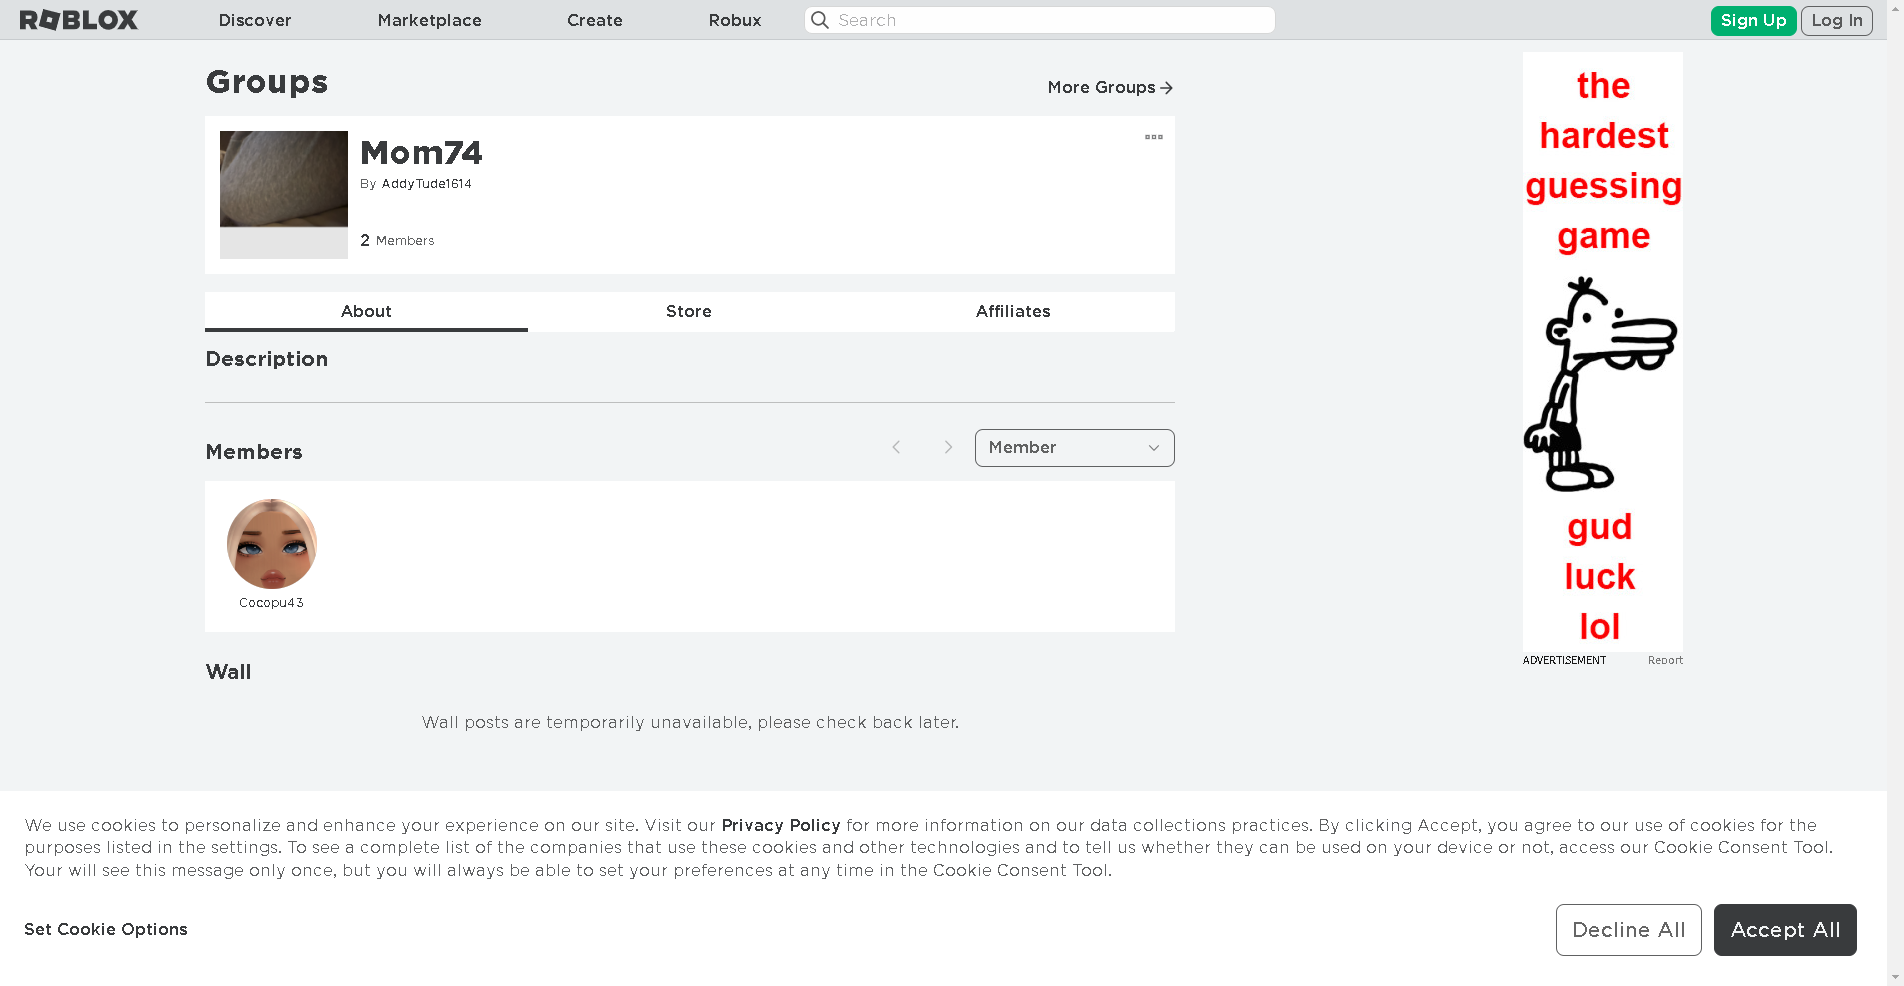 ROBLOX
Discover
Marketplace
Create
Robux
Search
Sign Up
Log In
Groups
More Groups
Mom74
By AddyTude1614
2 Members
About
Store
Affiliates
Description
Members
Member
Cocopu43
Wall
Wall posts are temporarily unavailable, please check back later.
the
hardest
guessing
game
gud
luck
lol
ADVERTISEMENT
Report
We use cookies to personalize and enhance your experience on our site. Visit our Privacy Policy for more information on our data collections practices. By clicking Accept, you agree to our use of cookies for the
purposes listed in the settings. To see a complete list of the companies that use these cookies and other technologies and to tell us whether they can be used on your device or not, access our Cookie Consent Tool.
Your will see this message only once, but you will always be able to set your preferences at any time in the Cookie Consent Tool.
Set Cookie Options
Decline All
Accept All